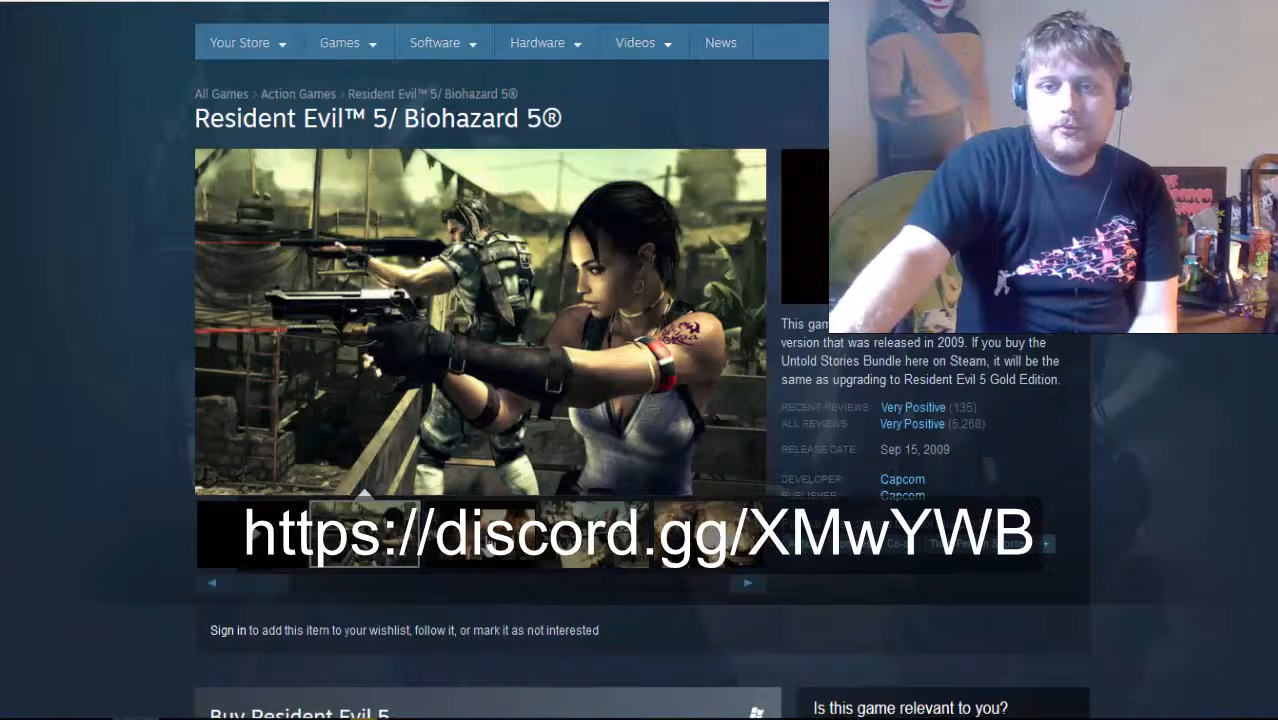 Your Store Games Software Hardware Videos News
All Games > Action Games > Resident Evil™ 5/ Biohazard 5®
Resident Evil™ 5/ Biohazard 5®
This gam
version that was released in 2009. If you buy the
Untold Stories Bundle here on Steam, it will be the
same as upgrading to Resident Evil 5 Gold Edition.
RECENT REVIEWS: Very Positive (135)
ALL REVIEWS Very Positive (5,268)
RELEASE DATE: Sep 15, 2009
DEVELOPER: Capcom
PUBLISHER Capcom
https://discord.gg/XMwYWB
Sign in to add this item to your wishlist, follow it, or mark it as not interested
Buy Resident Evil 5
Is this game relevant to you?